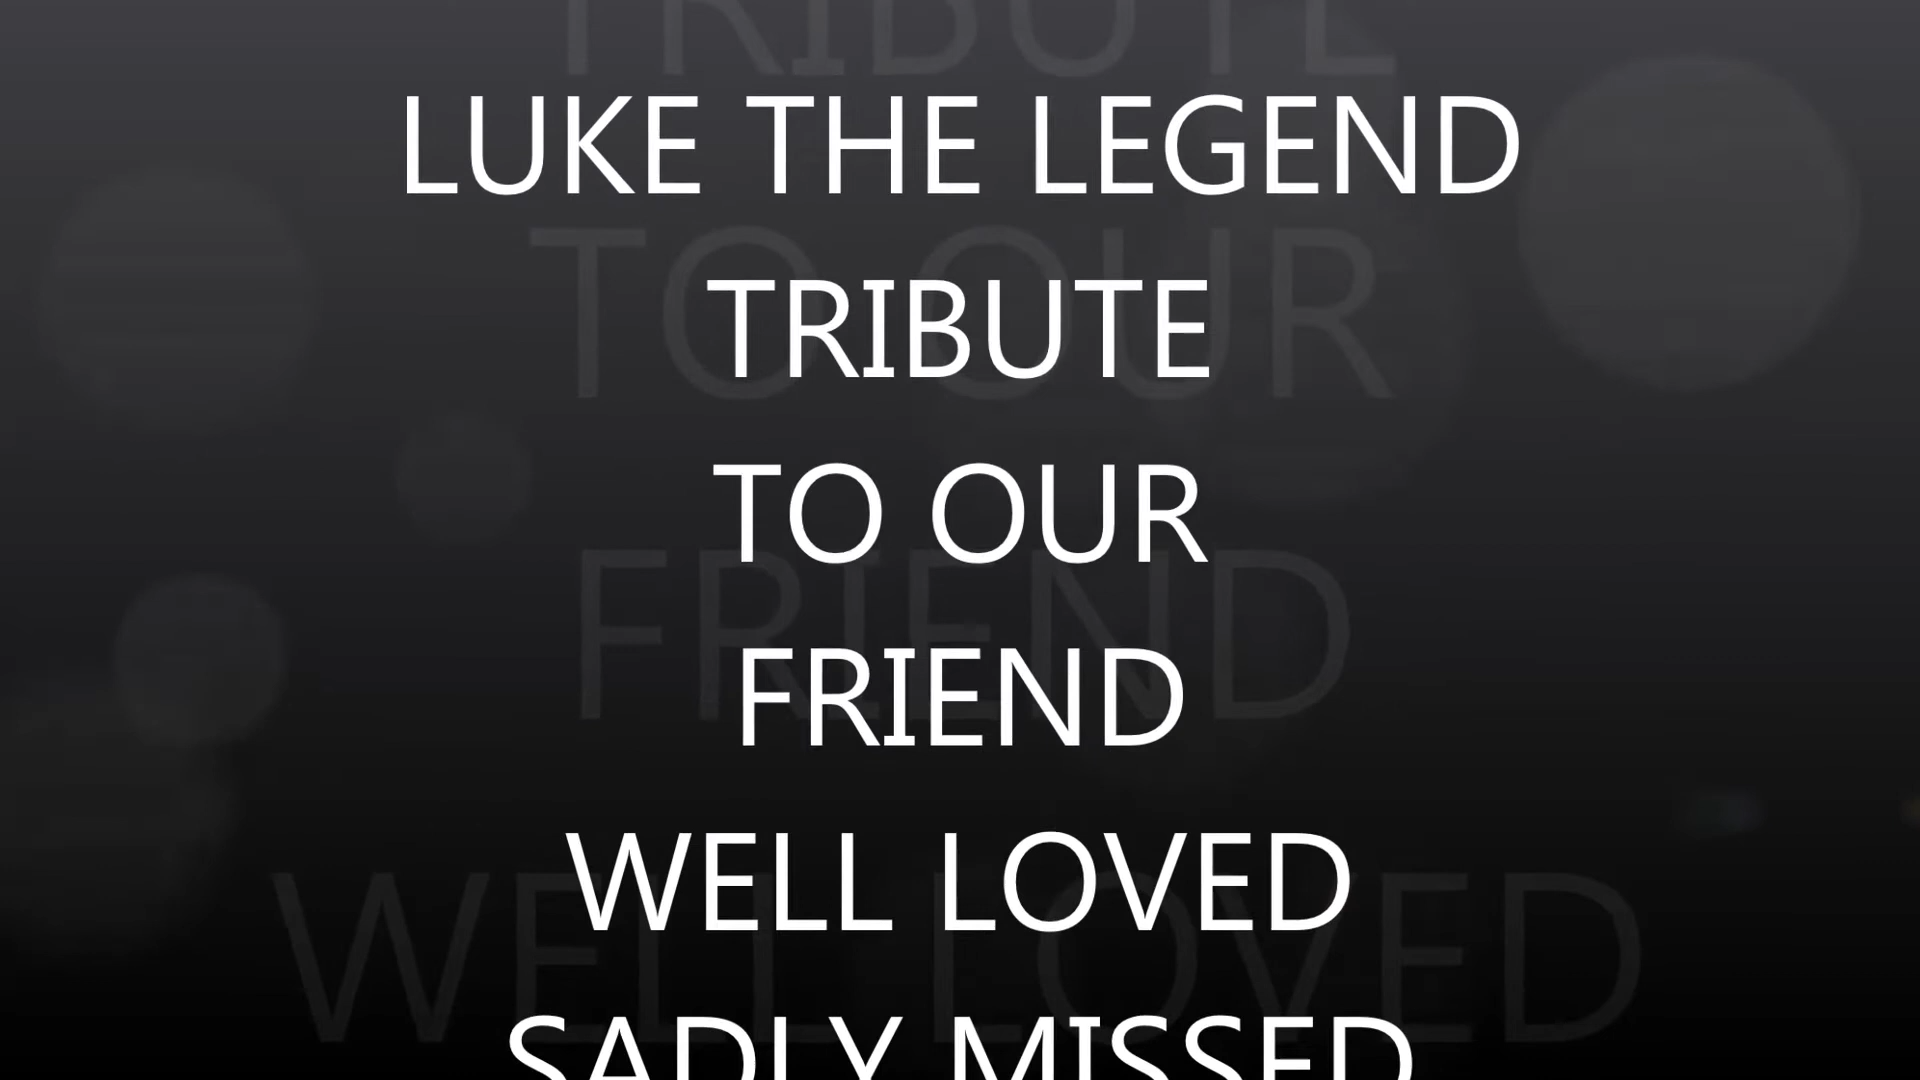 LUKE THE LEGEND
TRIBUTE
TO OUR
FRIEND
WELL LOVED
SADLY MISSED